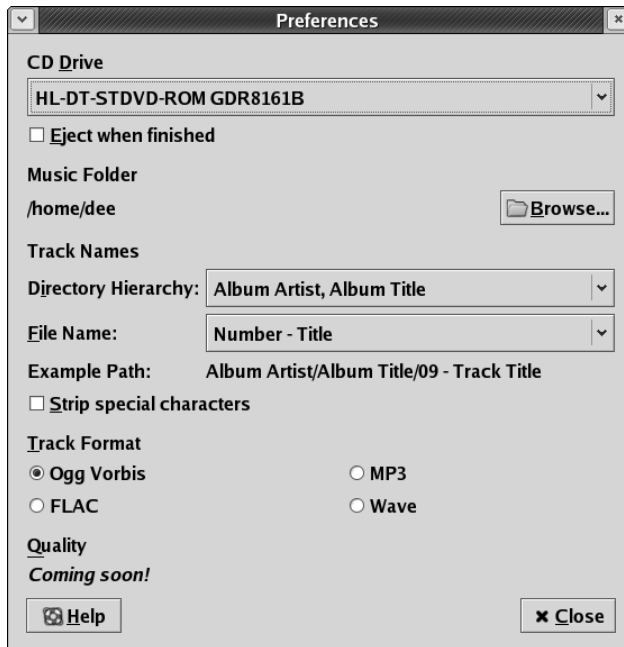 Preferences
CD Drive
HL-DT-STDVD-ROM GDR8161B
Eject when finished
Music Folder
/home/dee
Browse...
Track Names
Directory Hierarchy: Album Artist, Album Title
File Name: Number - Title
Example Path: Album Artist/Album Title/09 - Track Title
Strip special characters
Track Format
Ogg Vorbis MP3
FLAC Wave
Quality
Coming soon!
Help Close